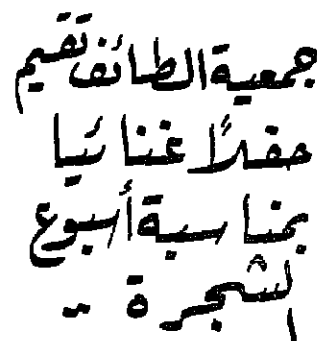 جمعية الطائف تقيم
حفلاً غنائيا
بمناسبة أسبوع
الشجرة ..